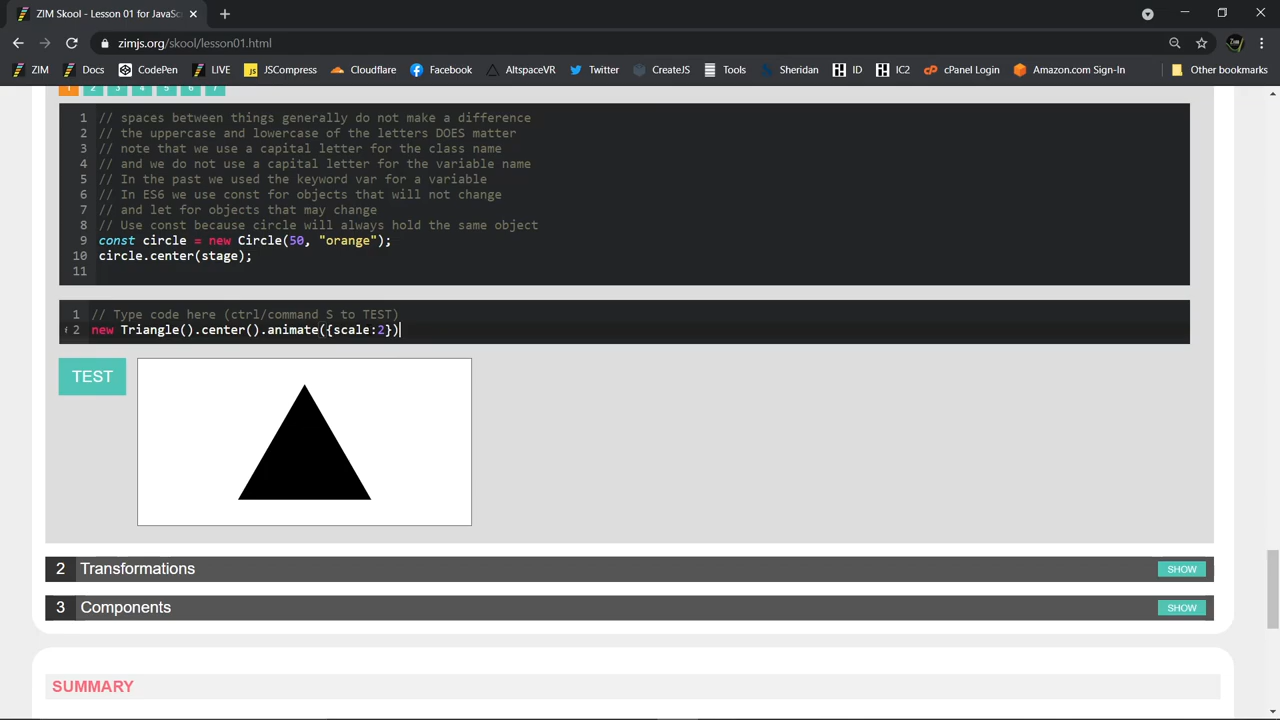 ZIM Skool - Lesson 01 for JavaSc
zimjs.org/skool/lesson01.html
ZIM Docs CodePen LIVE JSCompress Cloudflare Facebook AltspaceVR Twitter CreateJS Tools Sheridan ID IC2 cPanel Login Amazon.com Sign-In Other bookmarks
1 2 3 4 5 6 7
1 // spaces between things generally do not make a difference
2 // the uppercase and lowercase of the letters DOES matter
3 // note that we use a capital letter for the class name
4 // and we do not use a capital letter for the variable name
5 // In the past we used the keyword var for a variable
6 // In ES6 we use const for objects that will not change
7 // and let for objects that may change
8 // Use const because circle will always hold the same object
9 const circle = new Circle(50, "orange");
10 circle.center(stage);
11
1 // Type code here (ctrl/command S to TEST)
i 2 new Triangle().center().animate({scale:2})
TEST
2 Transformations SHOW
3 Components SHOW
SUMMARY